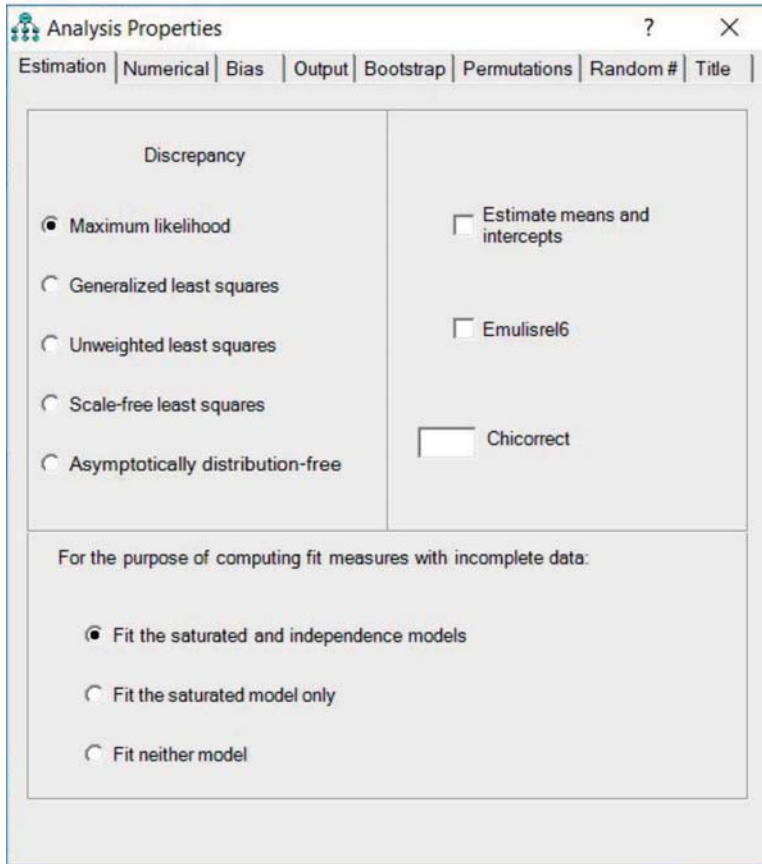 Analysis Properties
?
Estimation Numerical Bias Output Bootstrap Permutations Random # Title
Discrepancy
Maximum likelihood
Generalized least squares
Unweighted least squares
Scale-free least squares
Asymptotically distribution-free
Estimate means and
intercepts
Emulisrel6
Chicorrect
For the purpose of computing fit measures with incomplete data:
Fit the saturated and independence models
Fit the saturated model only
Fit neither model